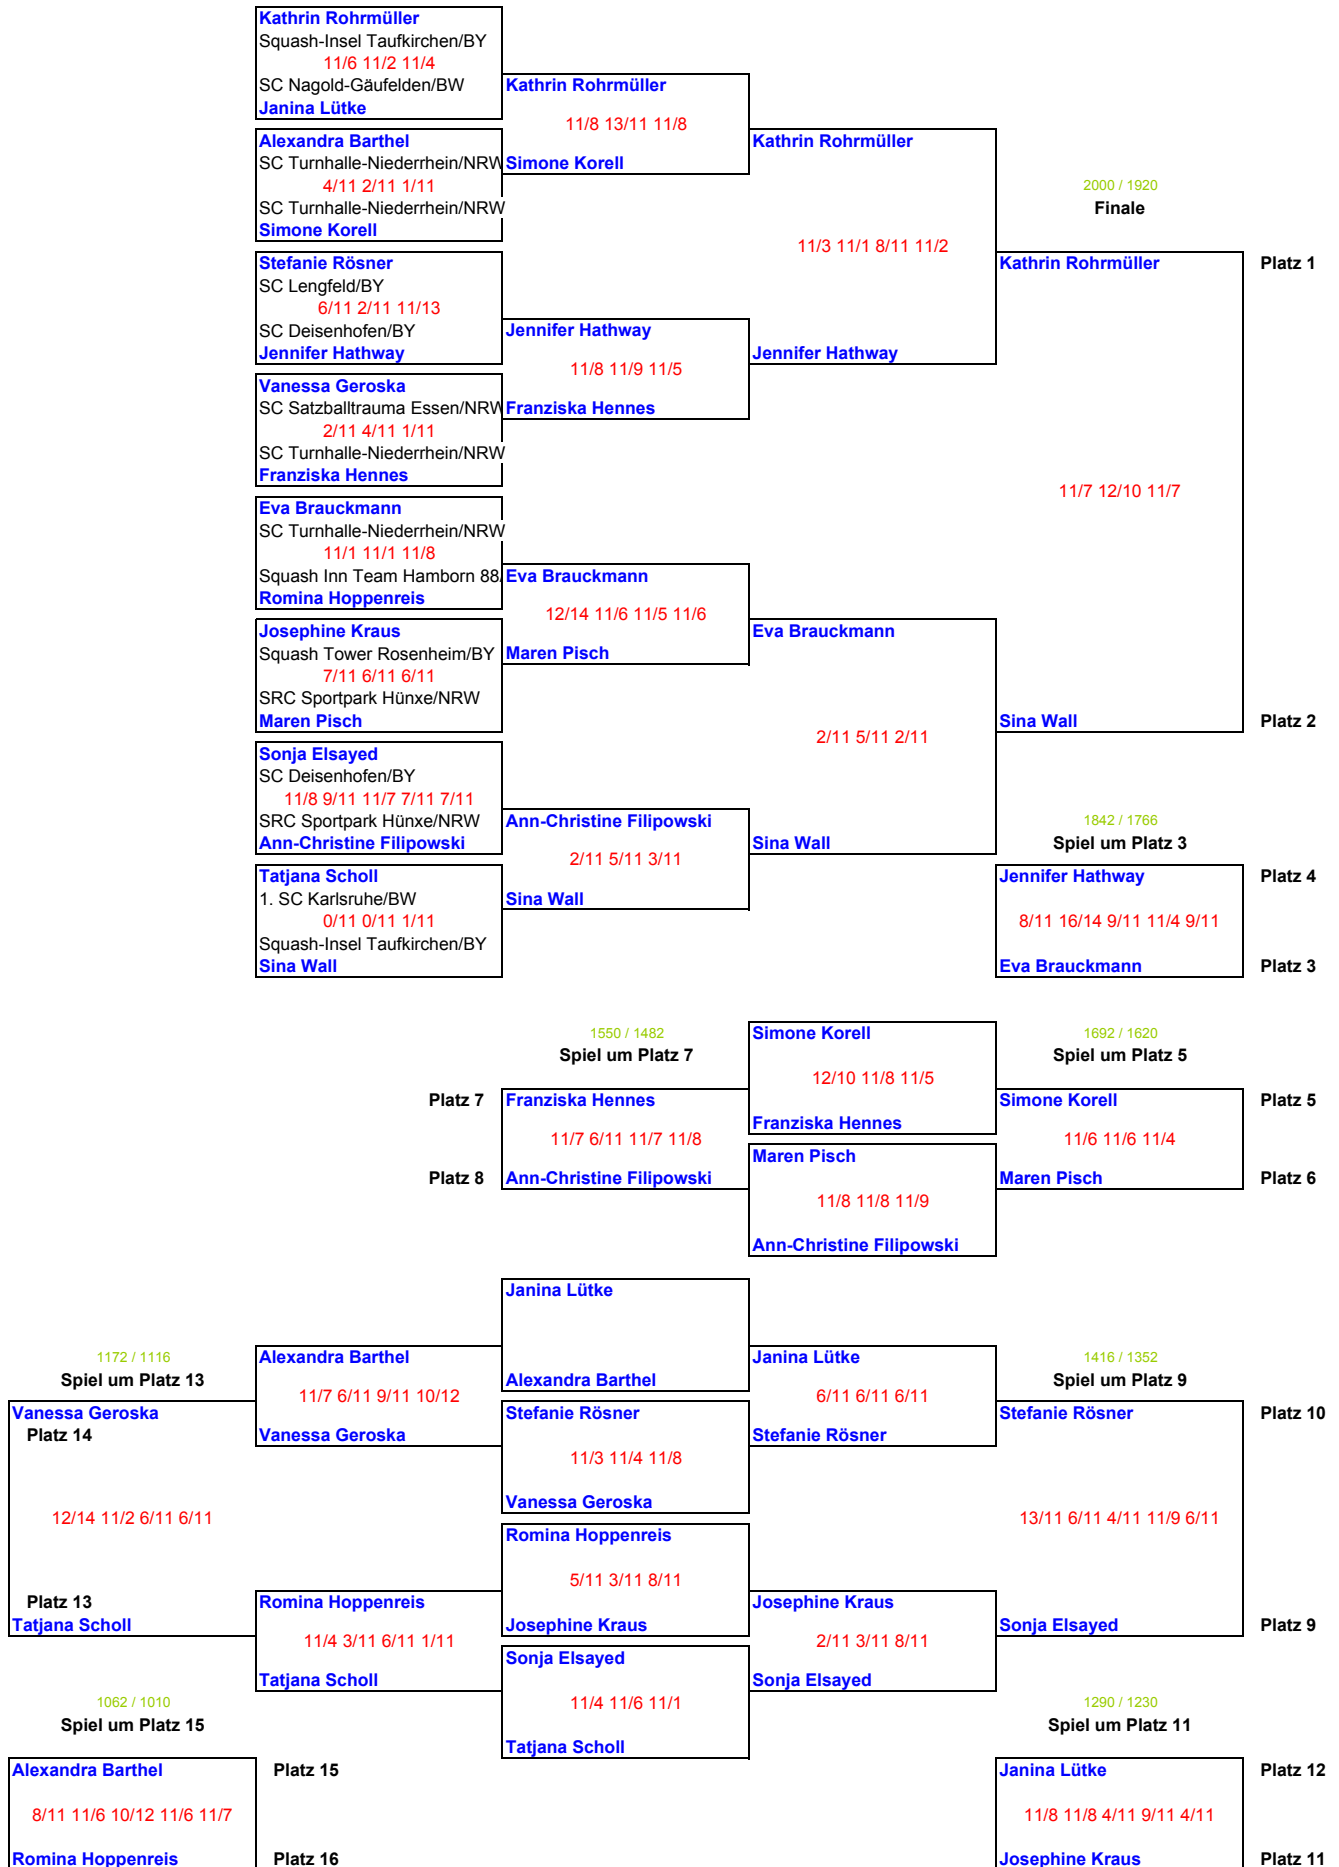 Kathrin Rohrmüller
Squash-Insel Taufkirchen/BY
11/6 11/2 11/4
SC Nagold-Gäufelden/BW
Janina Lütke
Alexandra Barthel
SC Turnhalle-Niederrhein/NRW
4/11 2/11 1/11
SC Turnhalle-Niederrhein/NRW
Simone Korell
Stefanie Rösner
SC Lengfeld/BY
6/11 2/11 11/13
SC Deisenhofen/BY
Jennifer Hathway
Vanessa Geroska
SC Satzballtrauma Essen/NRW
2/11 4/11 1/11
SC Turnhalle-Niederrhein/NRW
Franziska Hennes
Eva Brauckmann
SC Turnhalle-Niederrhein/NRW
11/1 11/1 11/8
Squash Inn Team Hamborn 88/
Romina Hoppenreis
Josephine Kraus
Squash Tower Rosenheim/BY
7/11 6/11 6/11
SRC Sportpark Hünxe/NRW
Maren Pisch
Sonja Elsayed
SC Deisenhofen/BY
11/8 9/11 11/7 7/11 7/11
SRC Sportpark Hünxe/NRW
Ann-Christine Filipowski
Tatjana Scholl
1. SC Karlsruhe/BW
0/11 0/11 1/11
Squash-Insel Taufkirchen/BY
Sina Wall
Kathrin Rohrmüller
11/8 13/11 11/8
Simone Korell
Jennifer Hathway
11/8 11/9 11/5
Franziska Hennes
Eva Brauckmann
12/14 11/6 11/5 11/6
Maren Pisch
Ann-Christine Filipowski
2/11 5/11 3/11
Sina Wall
Kathrin Rohrmüller
11/3 11/1 8/11 11/2
Jennifer Hathway
Eva Brauckmann
2/11 5/11 2/11
Sina Wall
2000 / 1920
Finale
Kathrin Rohrmüller Platz 1
11/7 12/10 11/7
Sina Wall Platz 2
1842 / 1766
Spiel um Platz 3
Jennifer Hathway Platz 4
8/11 16/14 9/11 11/4 9/11
Eva Brauckmann Platz 3
1550 / 1482
Spiel um Platz 7
Platz 7 Franziska Hennes
11/7 6/11 11/7 11/8
Platz 8 Ann-Christine Filipowski
Simone Korell
12/10 11/8 11/5
Franziska Hennes
Maren Pisch
11/8 11/8 11/9
Ann-Christine Filipowski
1692 / 1620
Spiel um Platz 5
Simone Korell Platz 5
11/6 11/6 11/4
Maren Pisch Platz 6
1172 / 1116
Spiel um Platz 13
Vanessa Geroska
Platz 14
12/14 11/2 6/11 6/11
Platz 13
Tatjana Scholl
1062 / 1010
Spiel um Platz 15
Alexandra Barthel Platz 15
8/11 11/6 10/12 11/6 11/7
Romina Hoppenreis Platz 16
Alexandra Barthel
11/7 6/11 9/11 10/12
Vanessa Geroska
Romina Hoppenreis
11/4 3/11 6/11 1/11
Tatjana Scholl
Janina Lütke
Alexandra Barthel
Stefanie Rösner
11/3 11/4 11/8
Vanessa Geroska
Romina Hoppenreis
5/11 3/11 8/11
Josephine Kraus
Sonja Elsayed
11/4 11/6 11/1
Tatjana Scholl
Janina Lütke
6/11 6/11 6/11
Stefanie Rösner
Josephine Kraus
2/11 3/11 8/11
Sonja Elsayed
1416 / 1352
Spiel um Platz 9
Stefanie Rösner Platz 10
13/11 6/11 4/11 11/9 6/11
Sonja Elsayed Platz 9
1290 / 1230
Spiel um Platz 11
Janina Lütke Platz 12
11/8 11/8 4/11 9/11 4/11
Josephine Kraus Platz 11